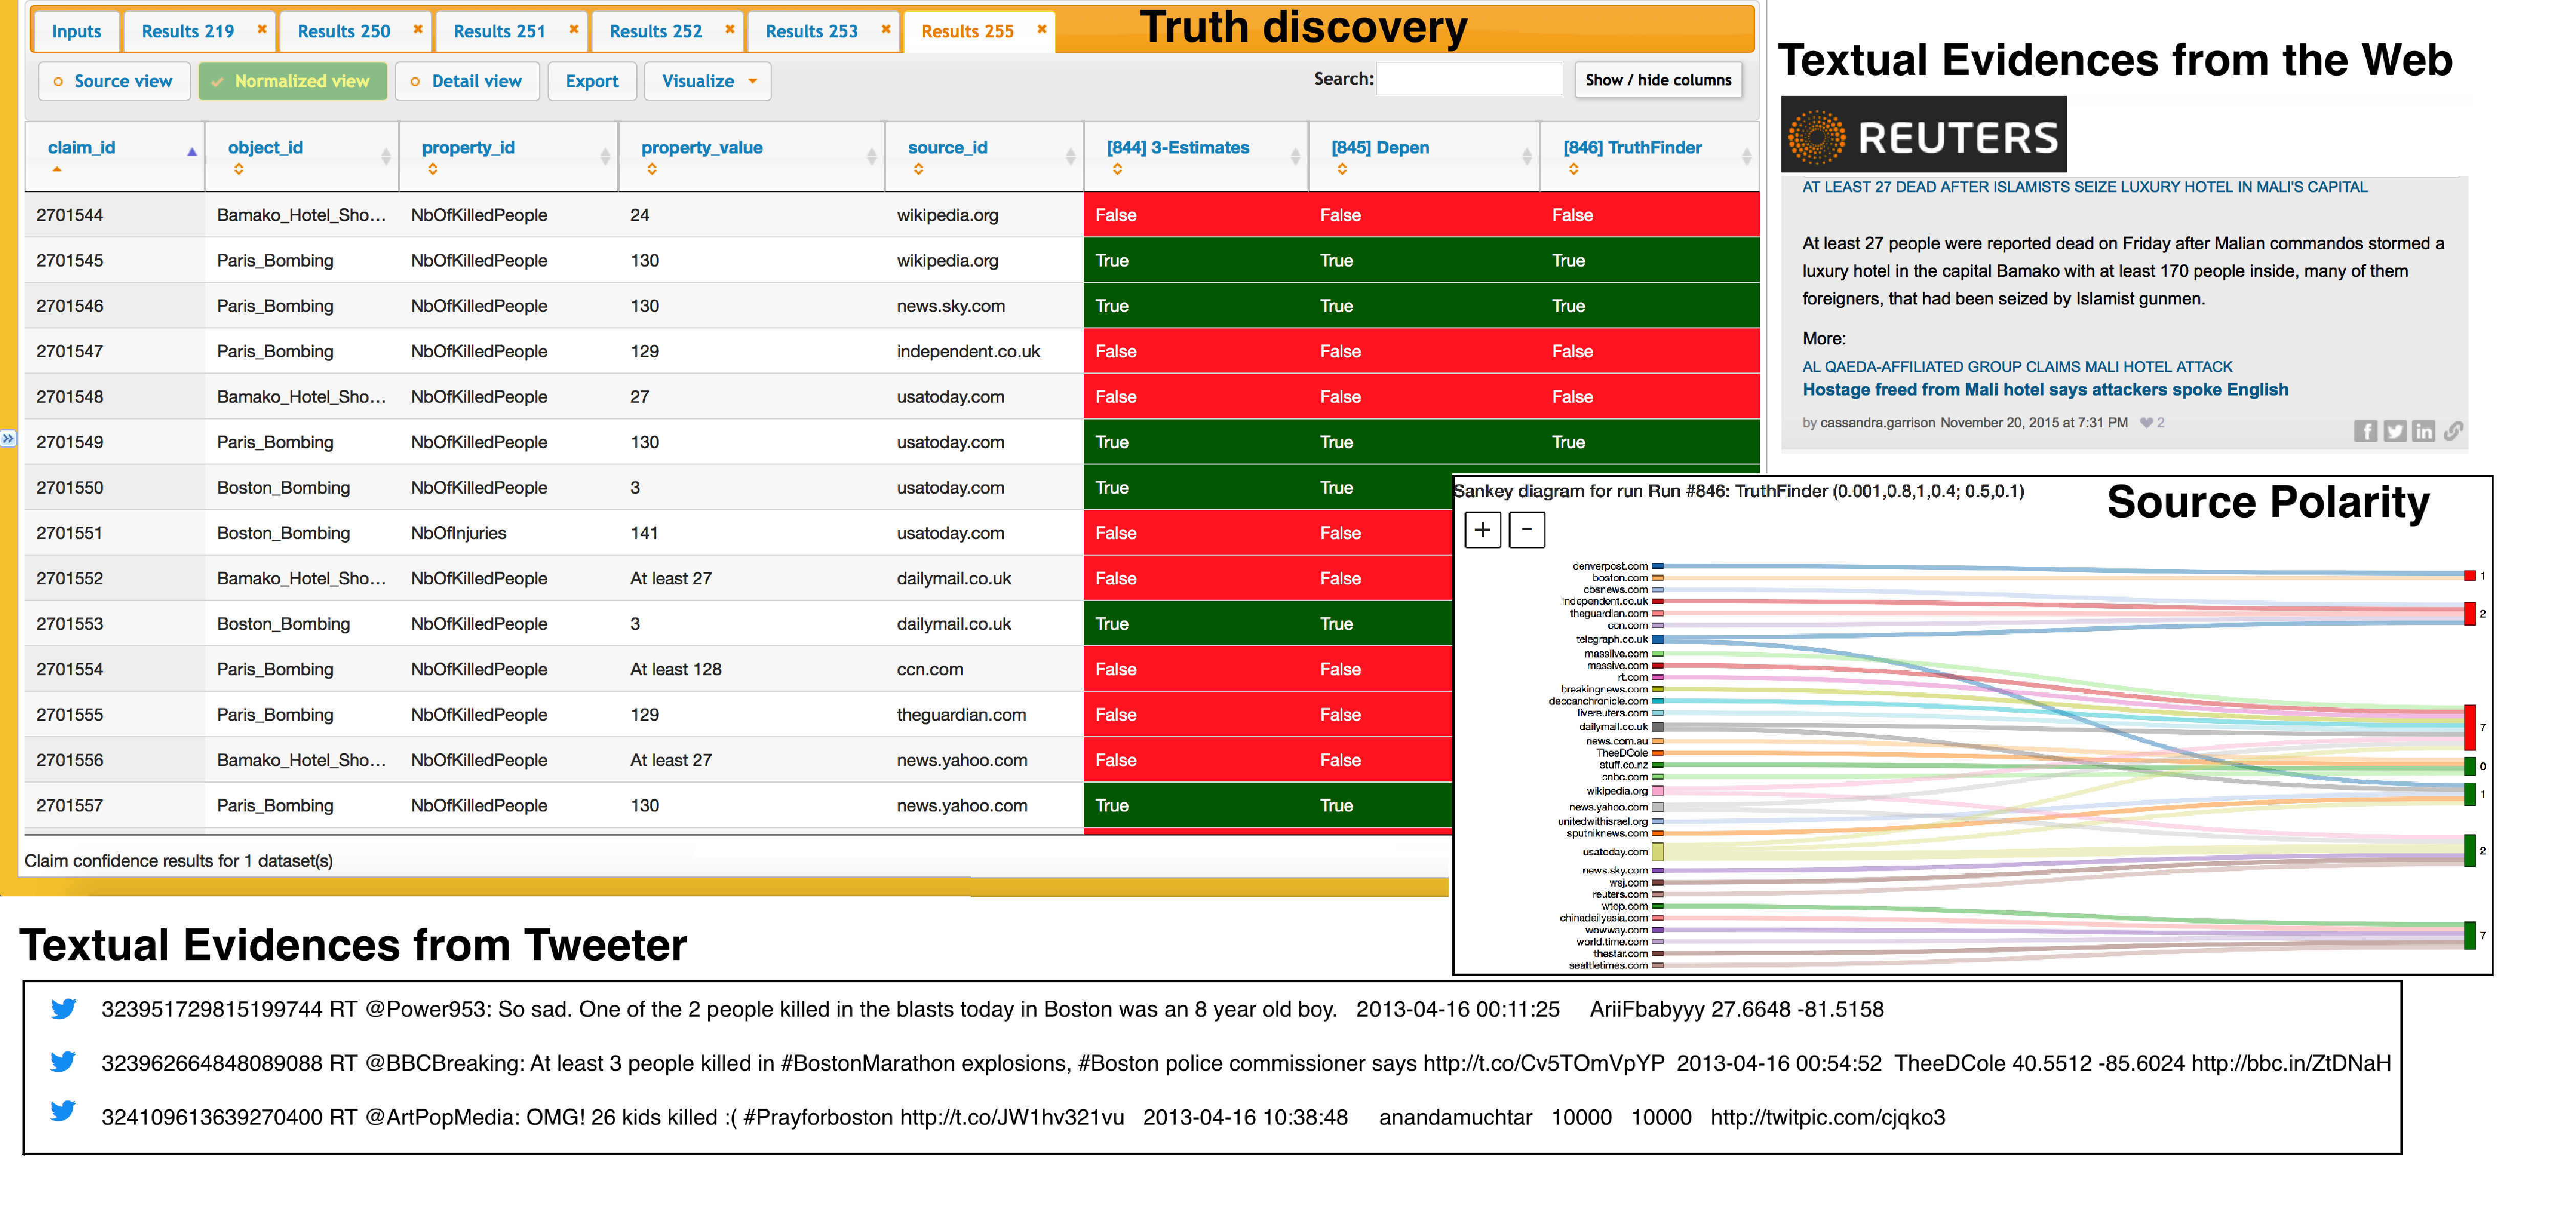 Truth discovery
Inputs
Results 219
Results 250
Results 251
Results 252
Results 253
Results 255
Source view
Normalized view
Detail view
Export
Visualize
Search:
Show / hide columns
claim_id object_id property_id property_value source_id [844] 3-Estimates [845] Depen [846] TruthFinder
2701544 Bamako_Hotel_Sho... NbOfKilledPeople 24 wikipedia.org False False False
2701545 Paris_Bombing NbOfKilledPeople 130 wikipedia.org True True True
2701546 Paris_Bombing NbOfKilledPeople 130 news.sky.com True True True
2701547 Paris_Bombing NbOfKilledPeople 129 independent.co.uk False False False
2701548 Bamako_Hotel_Sho... NbOfKilledPeople 27 usatoday.com False False False
2701549 Paris_Bombing NbOfKilledPeople 130 usatoday.com True True True
2701550 Boston_Bombing NbOfKilledPeople 3 usatoday.com True True
2701551 Boston_Bombing NbOfInjuries 141 usatoday.com False False
2701552 Bamako_Hotel_Sho... NbOfKilledPeople At least 27 dailymail.co.uk False False
2701553 Boston_Bombing NbOfKilledPeople 3 dailymail.co.uk True True
2701554 Paris_Bombing NbOfKilledPeople At least 128 ccn.com False False
2701555 Paris_Bombing NbOfKilledPeople 129 theguardian.com False False
2701556 Bamako_Hotel_Sho... NbOfKilledPeople At least 27 news.yahoo.com False False
2701557 Paris_Bombing NbOfKilledPeople 130 news.yahoo.com True True
Claim confidence results for 1 dataset(s)
Textual Evidences from the Web
REUTERS
AT LEAST 27 DEAD AFTER ISLAMISTS SEIZE LUXURY HOTEL IN MALI'S CAPITAL
At least 27 people were reported dead on Friday after Malian commandos stormed a
luxury hotel in the capital Bamako with at least 170 people inside, many of them
foreigners, that had been seized by Islamist gunmen.
More:
AL QAEDA-AFFILIATED GROUP CLAIMS MALI HOTEL ATTACK
Hostage freed from Mali hotel says attackers spoke English
by cassandra.garrison November 20, 2015 at 7:31 PM 2
Sankey diagram for run Run #846: TruthFinder (0.001,0.8,1,0.4; 0.5,0.1)
Source Polarity
+ -
denverpost.com
boston.com
cbsnews.com
independent.co.uk
theguardian.com
ccn.com
telegraph.co.uk
masslive.com
massive.com
rt.com
breakingnews.com
deccanchronicle.com
livereuters.com
dailymail.co.uk
news.com.au
TheeDCole
stuff.co.nz
cnbc.com
wikipedia.org
news.yahoo.com
unitedwithisrael.org
sputniknews.com
usatoday.com
news.sky.com
wsj.com
reuters.com
wtop.com
chinadailyasia.com
wowway.com
world.time.com
thestar.com
seattletimes.com
1
2
7
0
1
2
7
Textual Evidences from Tweeter
323951729815199744 RT @Power953: So sad. One of the 2 people killed in the blasts today in Boston was an 8 year old boy. 2013-04-16 00:11:25 AriiFbabyyy 27.6648 -81.5158
323962664848089088 RT @BBCBreaking: At least 3 people killed in #BostonMarathon explosions, #Boston police commissioner says http://t.co/Cv5TOmVpYP 2013-04-16 00:54:52 TheeDCole 40.5512 -85.6024 http://bbc.in/ZtDNaH
324109613639270400 RT @ArtPopMedia: OMG! 26 kids killed :( #Prayforboston http://t.co/JW1hv321vu 2013-04-16 10:38:48 anandamuchtar 10000 10000 http://twitpic.com/cjqko3